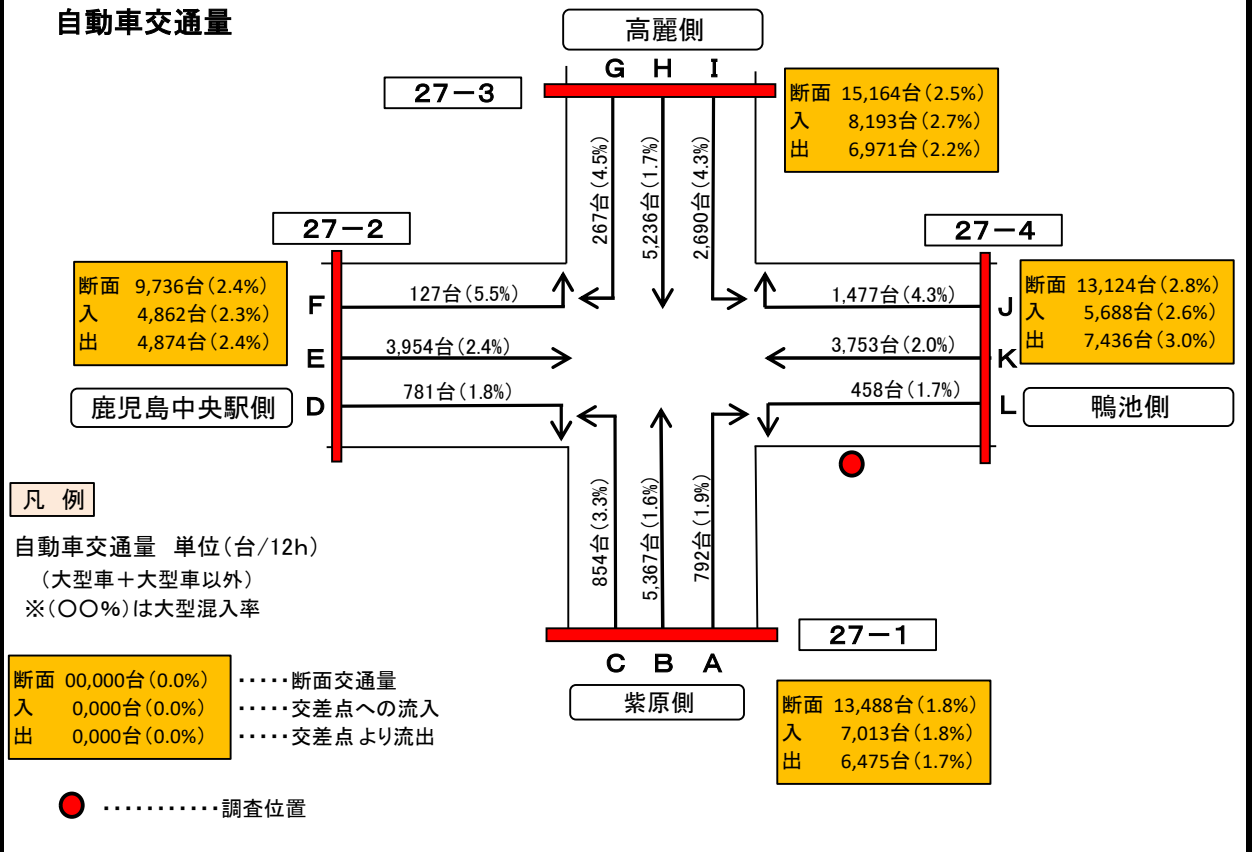 自動車交通量
高麗側
G H I
27－3
断面 15,164台(2.5%)
入 8,193台(2.7%)
出 6,971台(2.2%)
267台(4.5%)
5,236台(1.7%)
2,690台(4.3%)
27－2
27－4
断面 9,736台(2.4%)
入 4,862台(2.3%)
出 4,874台(2.4%)
F
127台(5.5%)
1,477台(4.3%)
J
断面 13,124台(2.8%)
入 5,688台(2.6%)
出 7,436台(3.0%)
E
3,954台(2.4%)
3,753台(2.0%)
K
鹿児島中央駅側
D
781台(1.8%)
458台(1.7%)
L
鴨池側
854台(3.3%)
5,367台(1.6%)
792台(1.9%)
凡 例
自動車交通量 単位(台/12h)
(大型車＋大型車以外)
※(〇〇%)は大型混入率
27－1
C B A
紫原側
断面 13,488台(1.8%)
入 7,013台(1.8%)
出 6,475台(1.7%)
断面 00,000台(0.0%) ・・・・・断面交通量
入 0,000台(0.0%) ・・・・・交差点への流入
出 0,000台(0.0%) ・・・・・交差点より流出
・・・・・・・・・・・調査位置